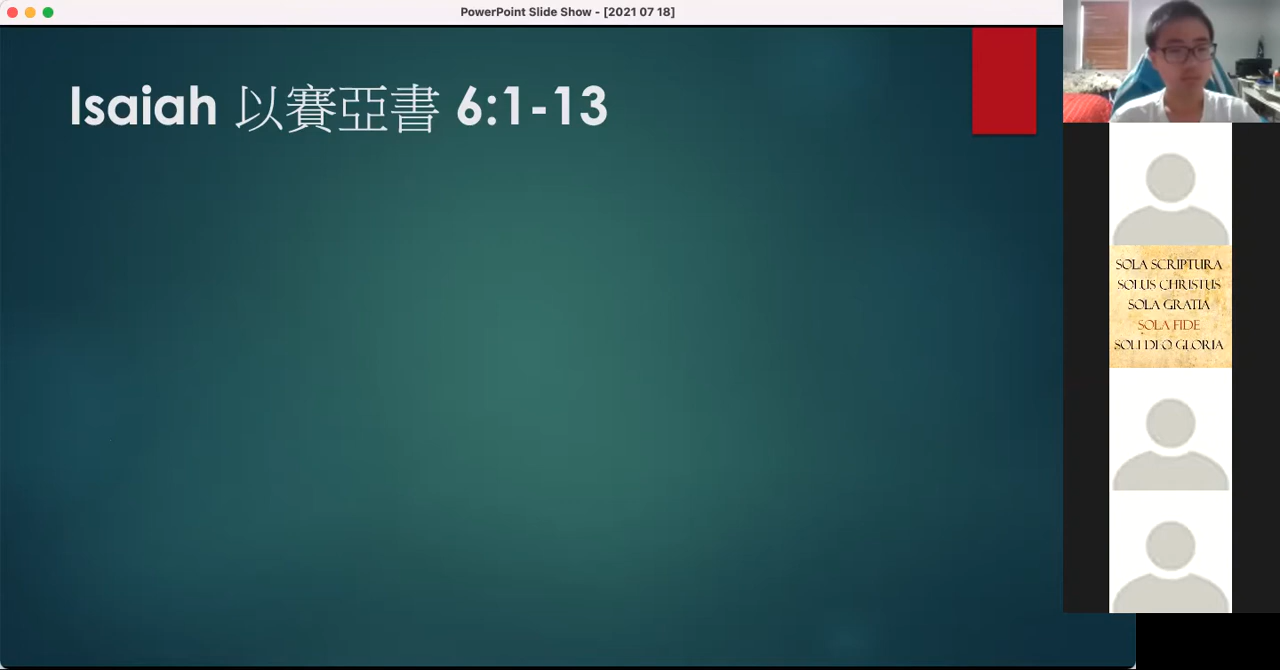 PowerPoint Slide Show - [2021 07 18]
Isaiah 以賽亞書 6:1-13
SOLA SCRIPTURA
SOLUS CHRISTUS
SOLA GRATIA
SOLA FIDE
SOLI DEO GLORIA